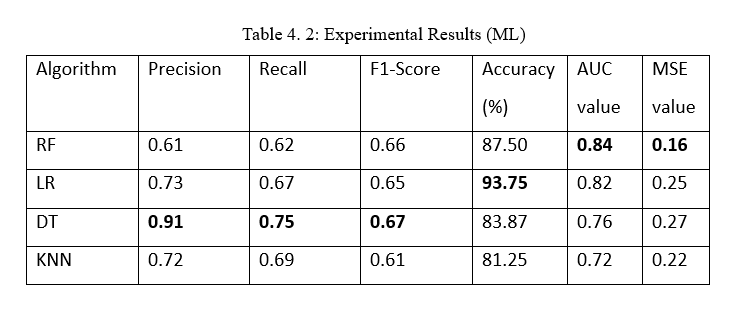 Table 4. 2: Experimental Results (ML)
Algorithm Precision Recall F1-Score Accuracy (%) AUC value MSE value
RF 0.61 0.62 0.66 87.50 0.84 0.16
LR 0.73 0.67 0.65 93.75 0.82 0.25
DT 0.91 0.75 0.67 83.87 0.76 0.27
KNN 0.72 0.69 0.61 81.25 0.72 0.22